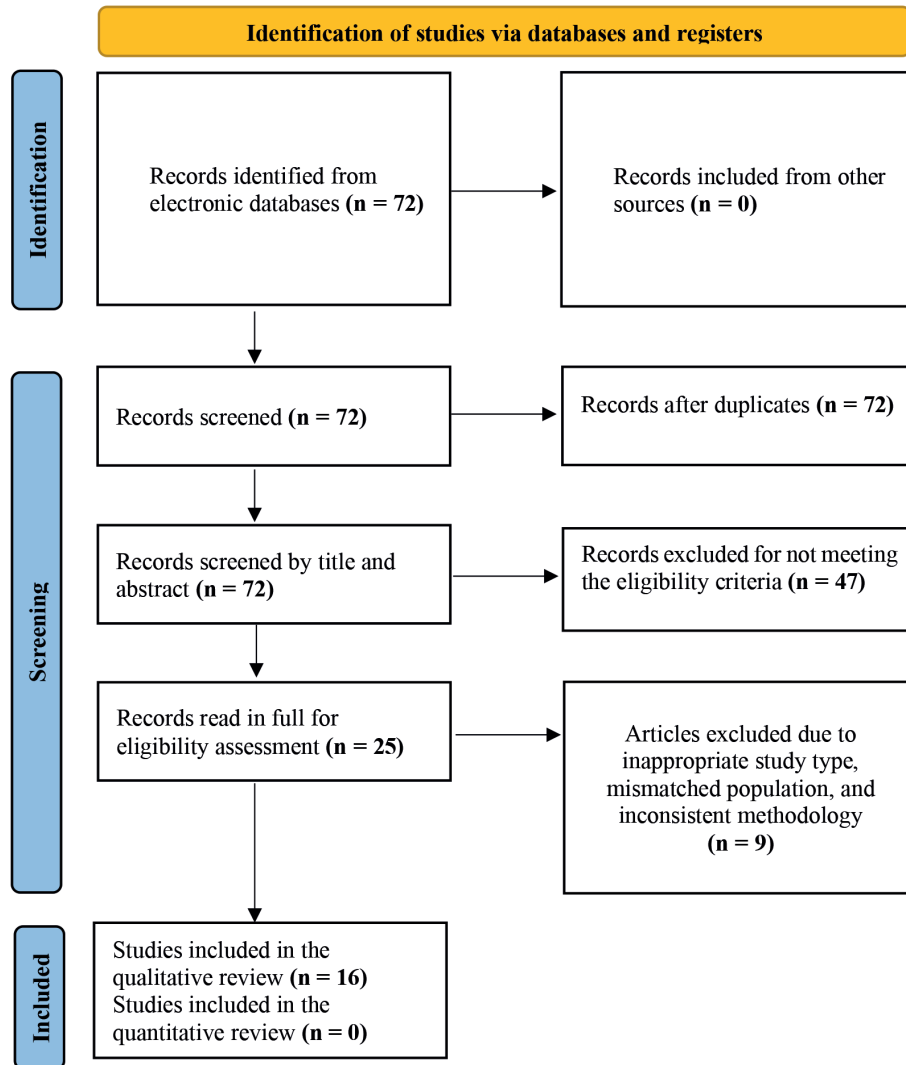 Identification of studies via databases and registers
Identification
Records identified from
electronic databases (n = 72)
Records included from other
sources (n = 0)
Screening
Records screened (n = 72)
Records after duplicates (n = 72)
Records screened by title and
abstract (n = 72)
Records excluded for not meeting
the eligibility criteria (n = 47)
Records read in full for
eligibility assessment (n = 25)
Articles excluded due to
inappropriate study type,
mismatched population, and
inconsistent methodology
(n = 9)
Included
Studies included in the
qualitative review (n = 16)
Studies included in the
quantitative review
(n = 0)